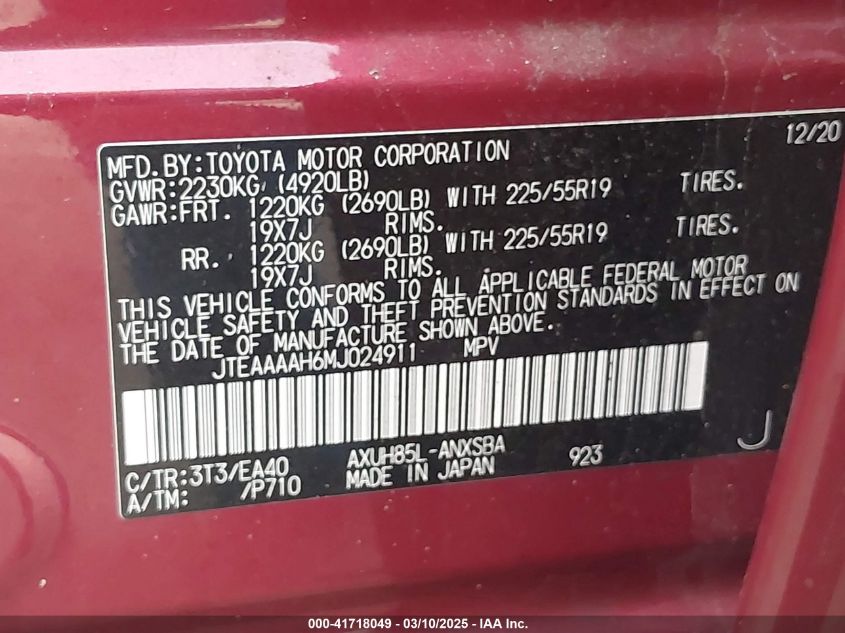 12/20
MFD. BY: TOYOTA MOTOR CORPORATION
GVWR: 2230KG (4920LB)
GAWR: FRT. 1220KG (2690LB) WITH 225/55R19 TIRES.
19X7J RIMS.
RR. 1220KG (2690LB) WITH 225/55R19 TIRES.
19X7J RIMS.
THIS VEHICLE CONFORMS TO ALL APPLICABLE FEDERAL MOTOR
VEHICLE SAFETY AND THEFT PREVENTION STANDARDS IN EFFECT ON
THE DATE OF MANUFACTURE SHOWN ABOVE.
JTEAAAAH6MJ024911 MPV
J
C/TR: 3T3/EA40 AXUH85L-ANXSBA 923
A/TM: /P710 MADE IN JAPAN
000-41718049 — 03/10/2025 — IAA Inc.